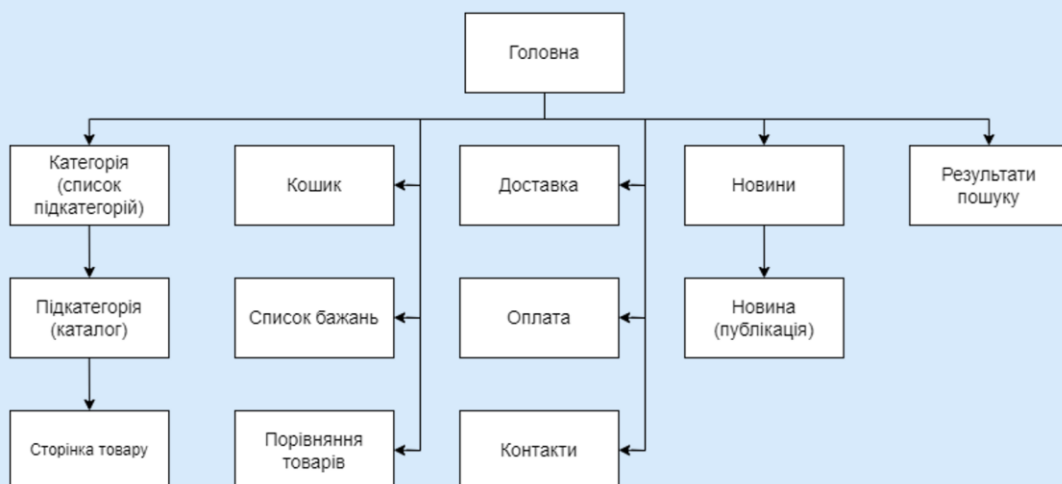 Головна
Категорія
(список
підкатегорій)
Кошик
Доставка
Новини
Результати
пошуку
Підкатегорія
(каталог)
Список бажань
Оплата
Новина
(публікація)
Сторінка товару
Порівняння
товарів
Контакти